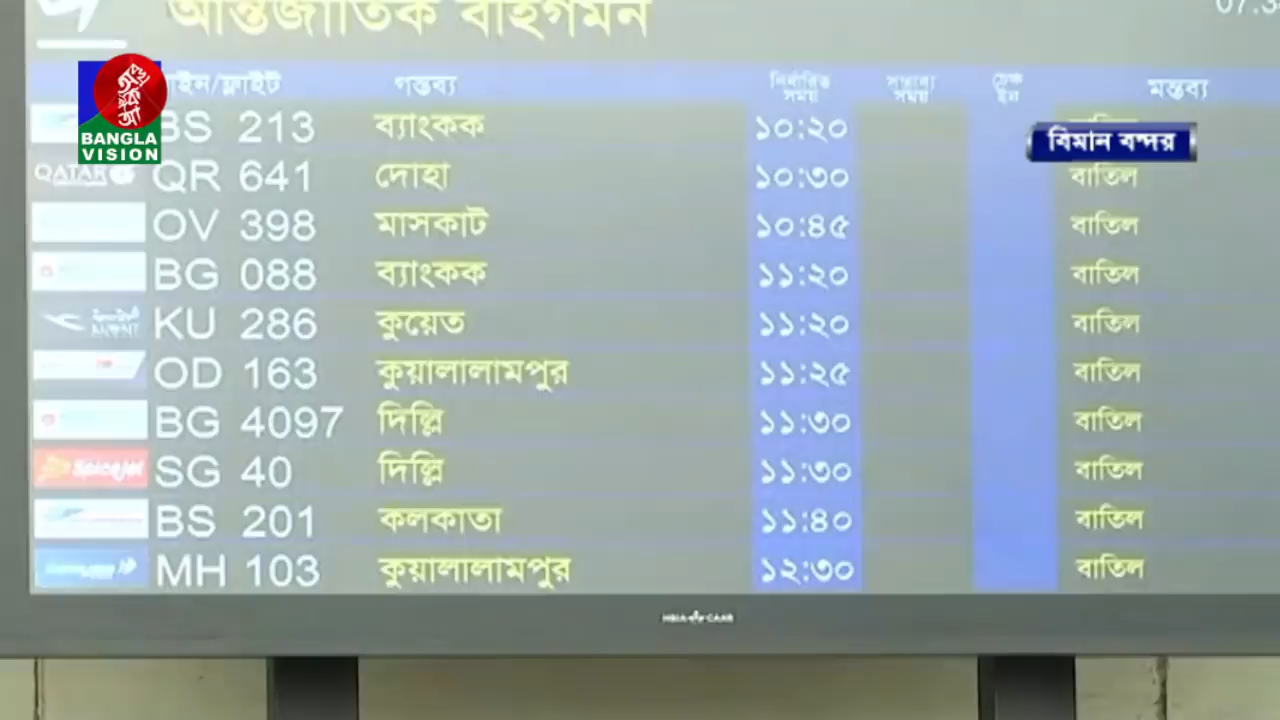 আন্তর্জাতিক বহির্গমন
ফ্লাইট গন্তব্য নির্ধারিত সময় সম্ভাব্য সময় চেক ইন মন্তব্য
BS 213 ব্যাংকক ১০:২০
QATAR QR 641 দোহা ১০:৩০ বাতিল
OV 398 মাসকাট ১০:৪৫ বাতিল
BG 088 ব্যাংকক ১১:২০ বাতিল
KUWAIT KU 286 কুয়েত ১১:২০ বাতিল
OD 163 কুয়ালালামপুর ১১:২৫ বাতিল
BG 4097 দিল্লি ১১:৩০ বাতিল
SpiceJet SG 40 দিল্লি ১১:৩০ বাতিল
BS 201 কলকাতা ১১:৪০ বাতিল
MH 103 কুয়ালালামপুর ১২:৩০ বাতিল
HSIA CAAB
BANGLA
VISION
বিমান বন্দর